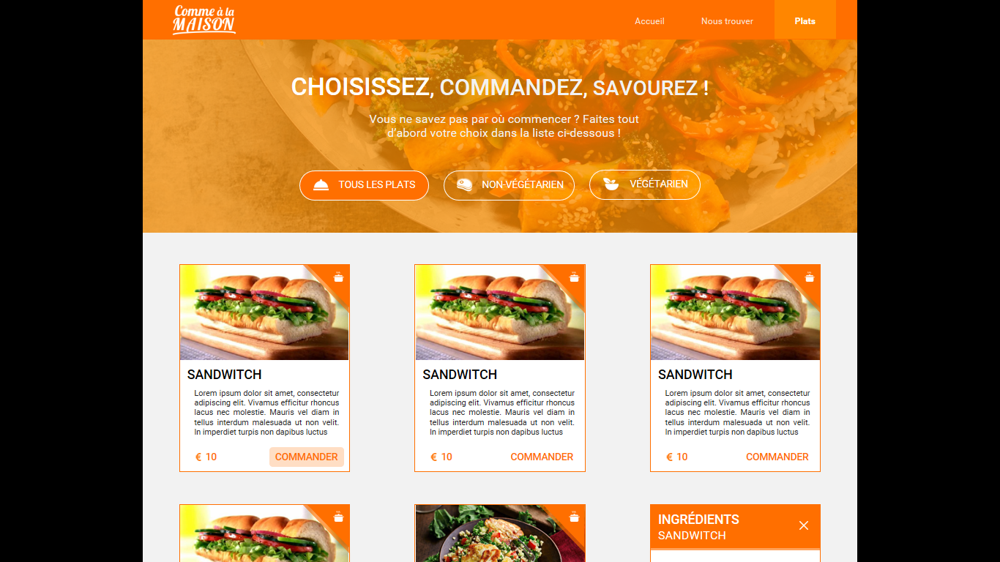 Comme à la
MAISON
Accueil
Nous trouver
Plats
CHOISISSEZ, COMMANDEZ, SAVOUREZ !
Vous ne savez pas par où commencer ? Faites tout
d'abord votre choix dans la liste ci-dessous !
TOUS LES PLATS
NON-VÉGÉTARIEN
VÉGÉTARIEN
SANDWITCH
Lorem ipsum dolor sit amet, consectetur
adipiscing elit. Vivamus efficitur rhoncus
lacus nec molestie. Mauris vel diam in
tellus interdum malesuada ut non velit.
In imperdiet turpis non dapibus luctus
€ 10
COMMANDER
SANDWITCH
Lorem ipsum dolor sit amet, consectetur
adipiscing elit. Vivamus efficitur rhoncus
lacus nec molestie. Mauris vel diam in
tellus interdum malesuada ut non velit.
In imperdiet turpis non dapibus luctus
€ 10
COMMANDER
SANDWITCH
Lorem ipsum dolor sit amet, consectetur
adipiscing elit. Vivamus efficitur rhoncus
lacus nec molestie. Mauris vel diam in
tellus interdum malesuada ut non velit.
In imperdiet turpis non dapibus luctus
€ 10
COMMANDER
INGRÉDIENTS
SANDWITCH